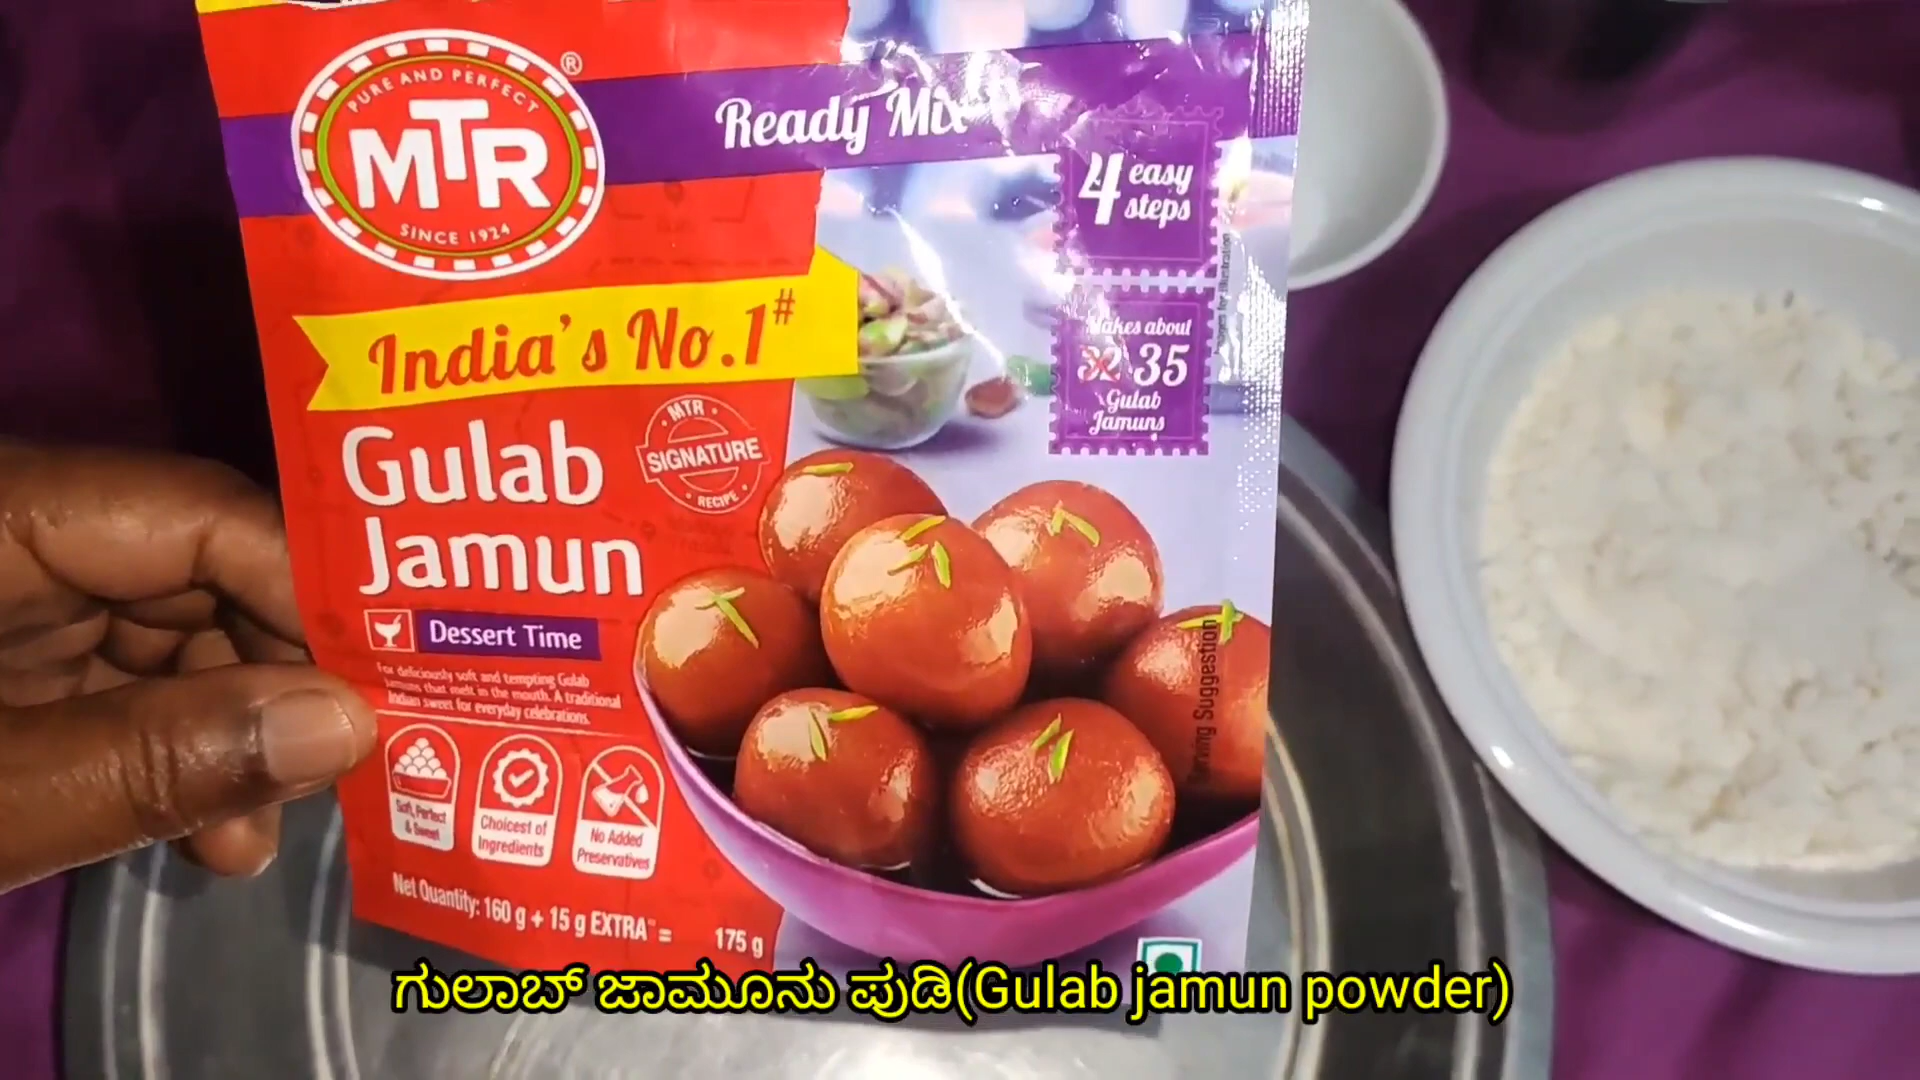 PURE AND PERFECT
MTR
SINCE 1924
®
Ready Mix
4 easy
steps
Makes about
32 35
Gulab
Jamuns
India's No.1#
Gulab
Jamun
MTR
SIGNATURE
RECIPE
Dessert Time
For deliciously soft and tempting Gulab
Jamuns that melt in the mouth. A traditional
Indian sweet for everyday celebrations.
Soft, Perfect
& Sweet
Choicest of
Ingredients
No Added
Preservatives
Net Quantity: 160 g + 15 g EXTRA = 175 g
Serving Suggestion
ಗುಲಾಬ್ ಜಾಮೂನು ಪುಡಿ(Gulab jamun powder)